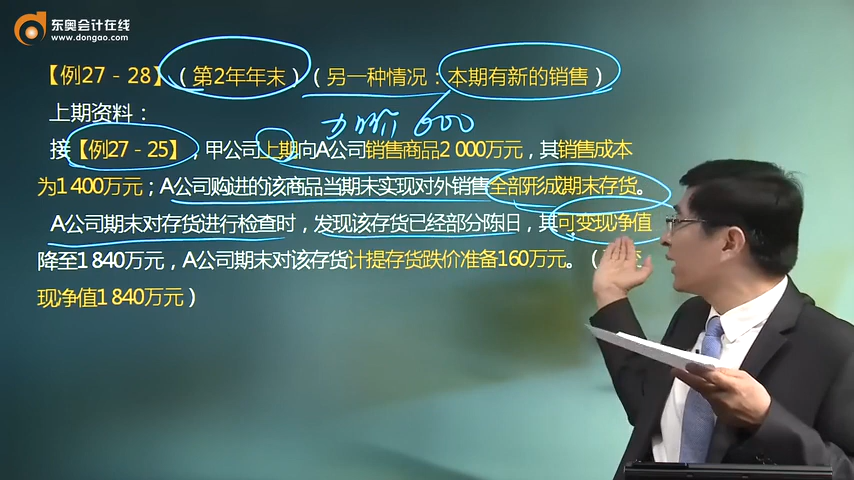 东奥会计在线
www.dongao.com
【例27-28】（第2年年末）（另一种情况：本期有新的销售）
上期资料：
600
接【例27-25】，甲公司上期向A公司销售商品2 000万元，其销售成本
为1 400万元；A公司购进的该商品当期末实现对外销售全部形成期末存货。
A公司期末对存货进行检查时，发现该存货已经部分陈旧，其可变现净值
降至1 840万元，A公司期末对该存货计提存货跌价准备160万元。（
现净值1 840万元）